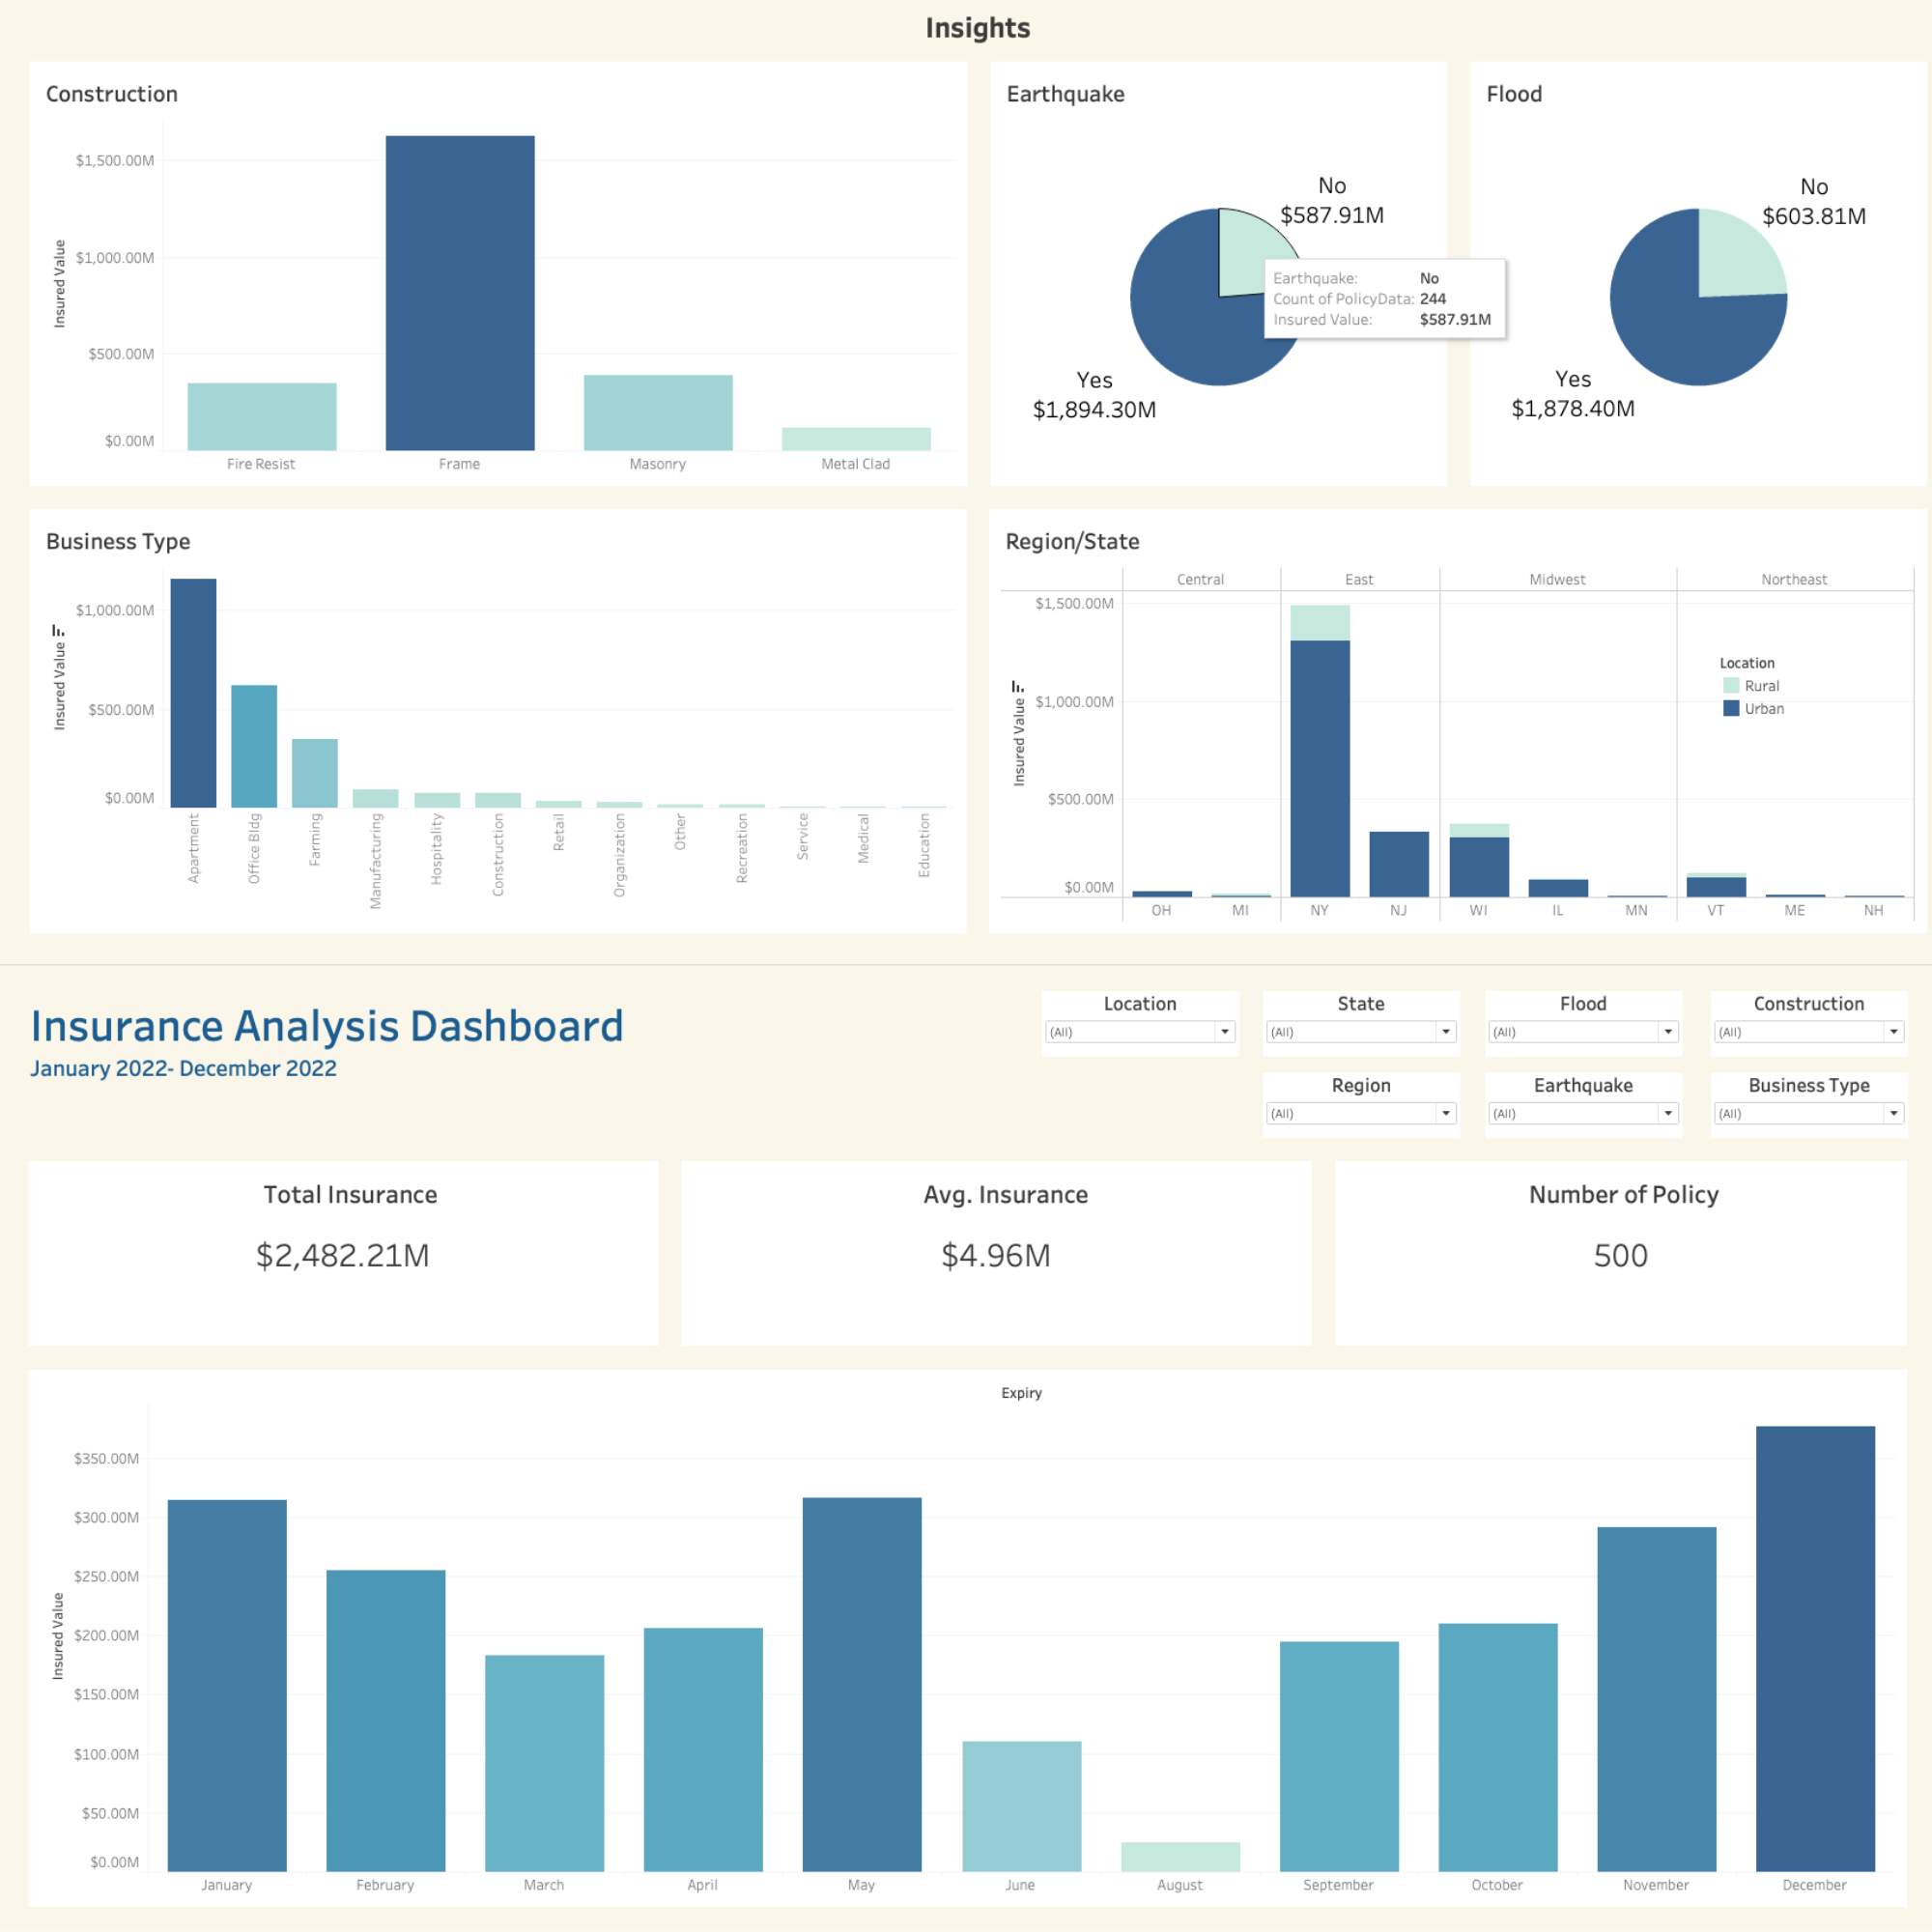 Insights
Construction
Insured Value
$1,500.00M
$1,000.00M
$500.00M
$0.00M
Fire Resist
Frame
Masonry
Metal Clad
Earthquake
No
$587.91M
Earthquake: No
Count of PolicyData: 244
Insured Value: $587.91M
Yes
$1,894.30M
Flood
No
$603.81M
Yes
$1,878.40M
Business Type
Insured Value
$1,000.00M
$500.00M
$0.00M
Apartment
Office Bldg
Farming
Manufacturing
Hospitality
Construction
Retail
Organization
Other
Recreation
Service
Medical
Education
Region/State
Central
East
Midwest
Northeast
Insured Value
$1,500.00M
$1,000.00M
$500.00M
$0.00M
Location
Rural
Urban
OH
MI
NY
NJ
WI
IL
MN
VT
ME
NH
Insurance Analysis Dashboard
January 2022- December 2022
Location
(All)
State
(All)
Flood
(All)
Construction
(All)
Region
(All)
Earthquake
(All)
Business Type
(All)
Total Insurance
$2,482.21M
Avg. Insurance
$4.96M
Number of Policy
500
Expiry
Insured Value
$350.00M
$300.00M
$250.00M
$200.00M
$150.00M
$100.00M
$50.00M
$0.00M
January
February
March
April
May
June
August
September
October
November
December